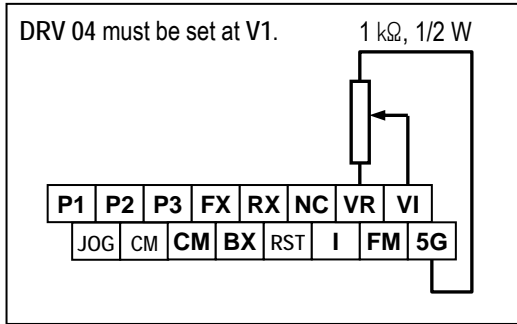 DRV 04 must be set at V1. 1 kΩ, 1/2 W
P1 P2 P3 FX RX NC VR VI
JOG CM CM BX RST I FM 5G